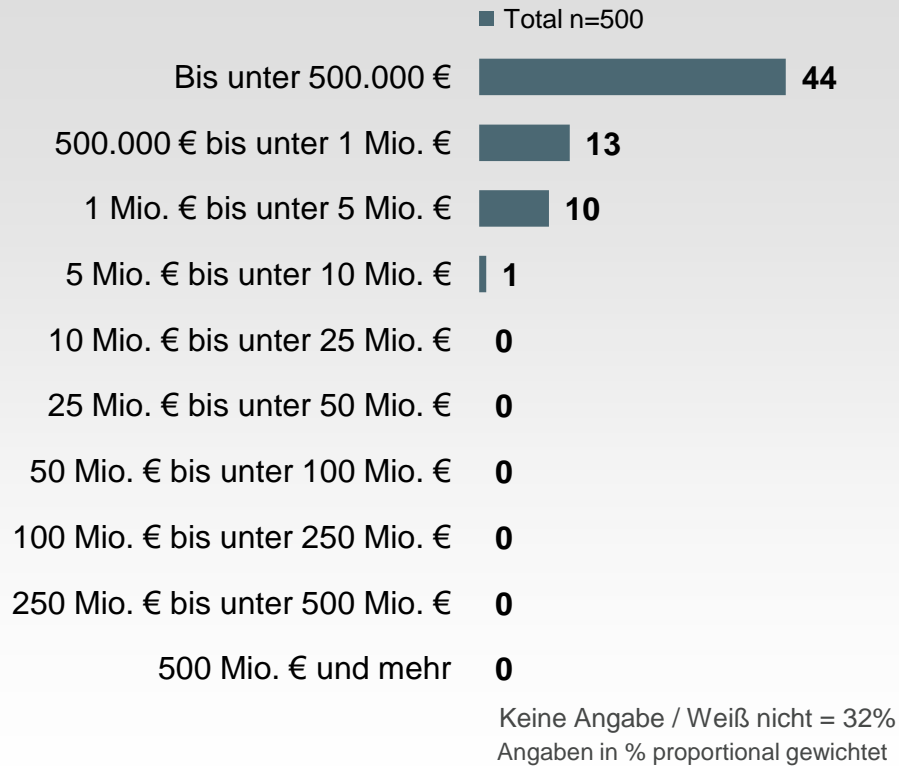 Total n=500
Bis unter 500.000 € 44
500.000 € bis unter 1 Mio. € 13
1 Mio. € bis unter 5 Mio. € 10
5 Mio. € bis unter 10 Mio. € 1
10 Mio. € bis unter 25 Mio. € 0
25 Mio. € bis unter 50 Mio. € 0
50 Mio. € bis unter 100 Mio. € 0
100 Mio. € bis unter 250 Mio. € 0
250 Mio. € bis unter 500 Mio. € 0
500 Mio. € und mehr 0
Keine Angabe / Weiß nicht = 32%
Angaben in % proportional gewichtet